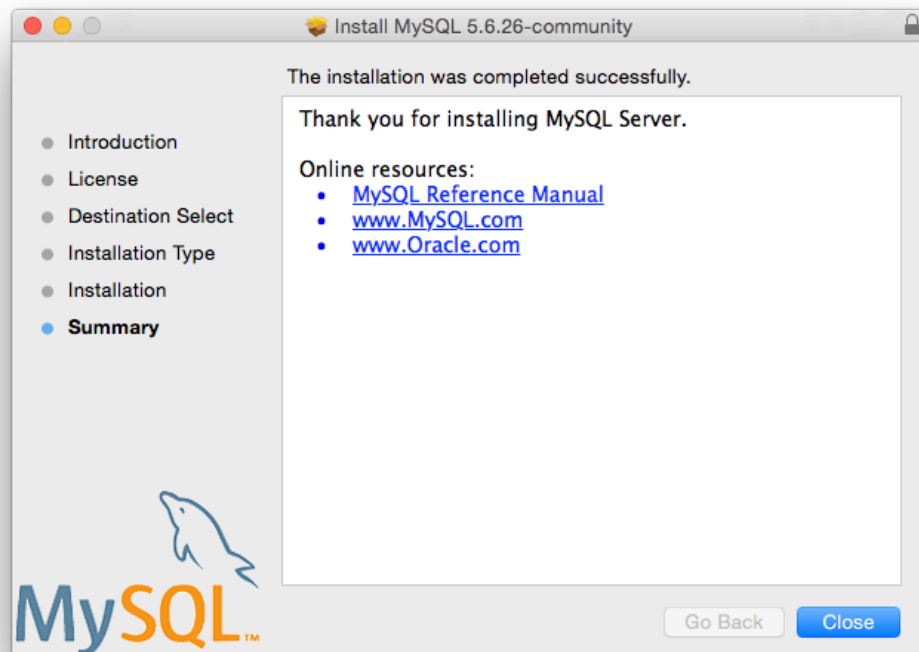 Install MySQL 5.6.26-community
The installation was completed successfully.
Introduction
License
Destination Select
Installation Type
Installation
Summary
Thank you for installing MySQL Server.
Online resources:
• MySQL Reference Manual
• www.MySQL.com
• www.Oracle.com
MySQL™
Go Back
Close